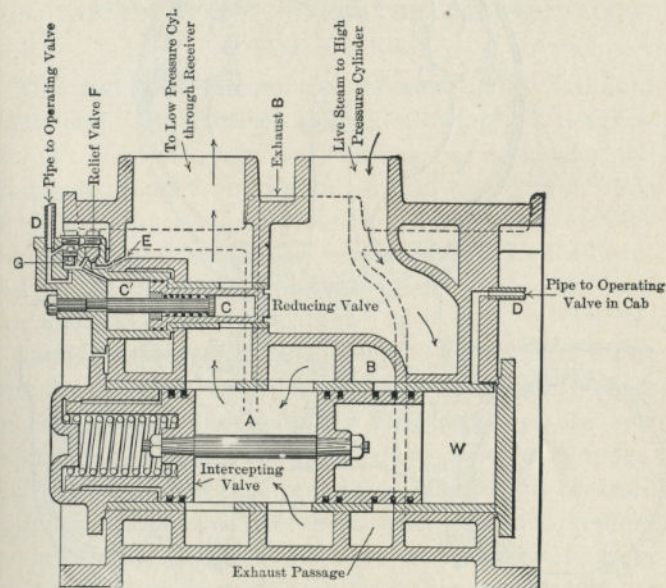 Pipe to Operating Valve
Relief Valve F
To Low Pressure Cyl.
through Receiver
Exhaust B
Live Steam to High
Pressure Cylinder
D
G
E
C'
C
Reducing Valve
Pipe to Operating
Valve in Cab
D
B
A
W
Intercepting
Valve
Exhaust Passage